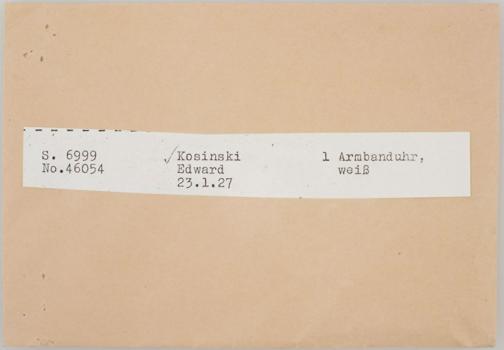 S. 6999 ✓Kosinski 1 Armbanduhr,
No.46054 Edward weiß
23.1.27